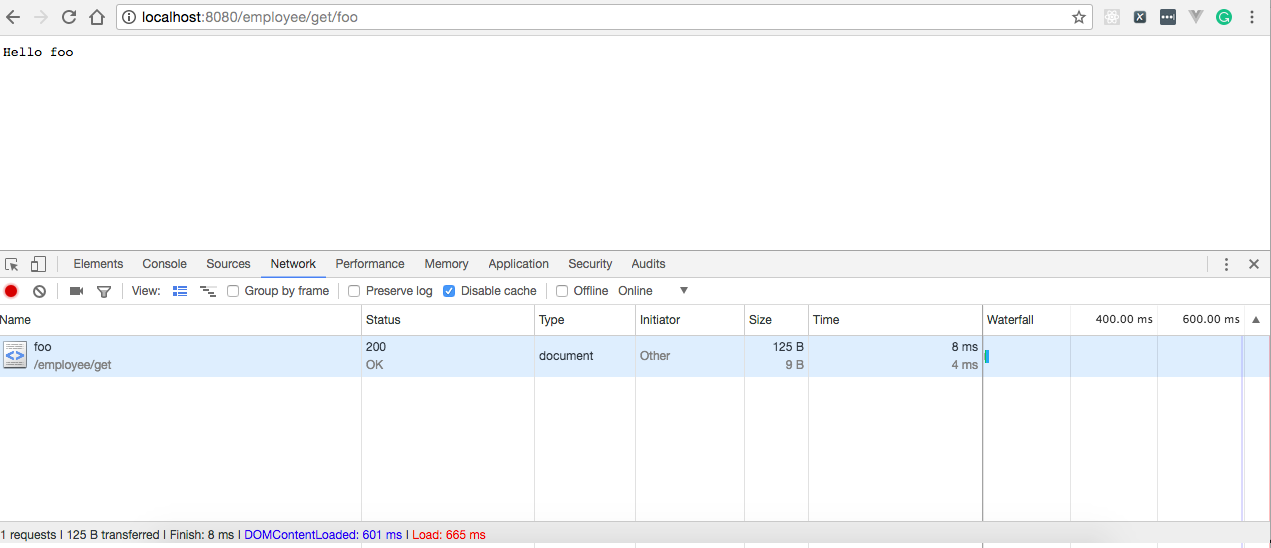 localhost:8080/employee/get/foo
Hello foo
Elements Console Sources Network Performance Memory Application Security Audits
View: Group by frame Preserve log Disable cache Offline Online
Name Status Type Initiator Size Time Waterfall 400.00 ms 600.00 ms
foo 200 document Other 125 B 8 ms
/employee/get OK 9 B 4 ms
1 requests | 125 B transferred | Finish: 8 ms | DOMContentLoaded: 601 ms | Load: 665 ms